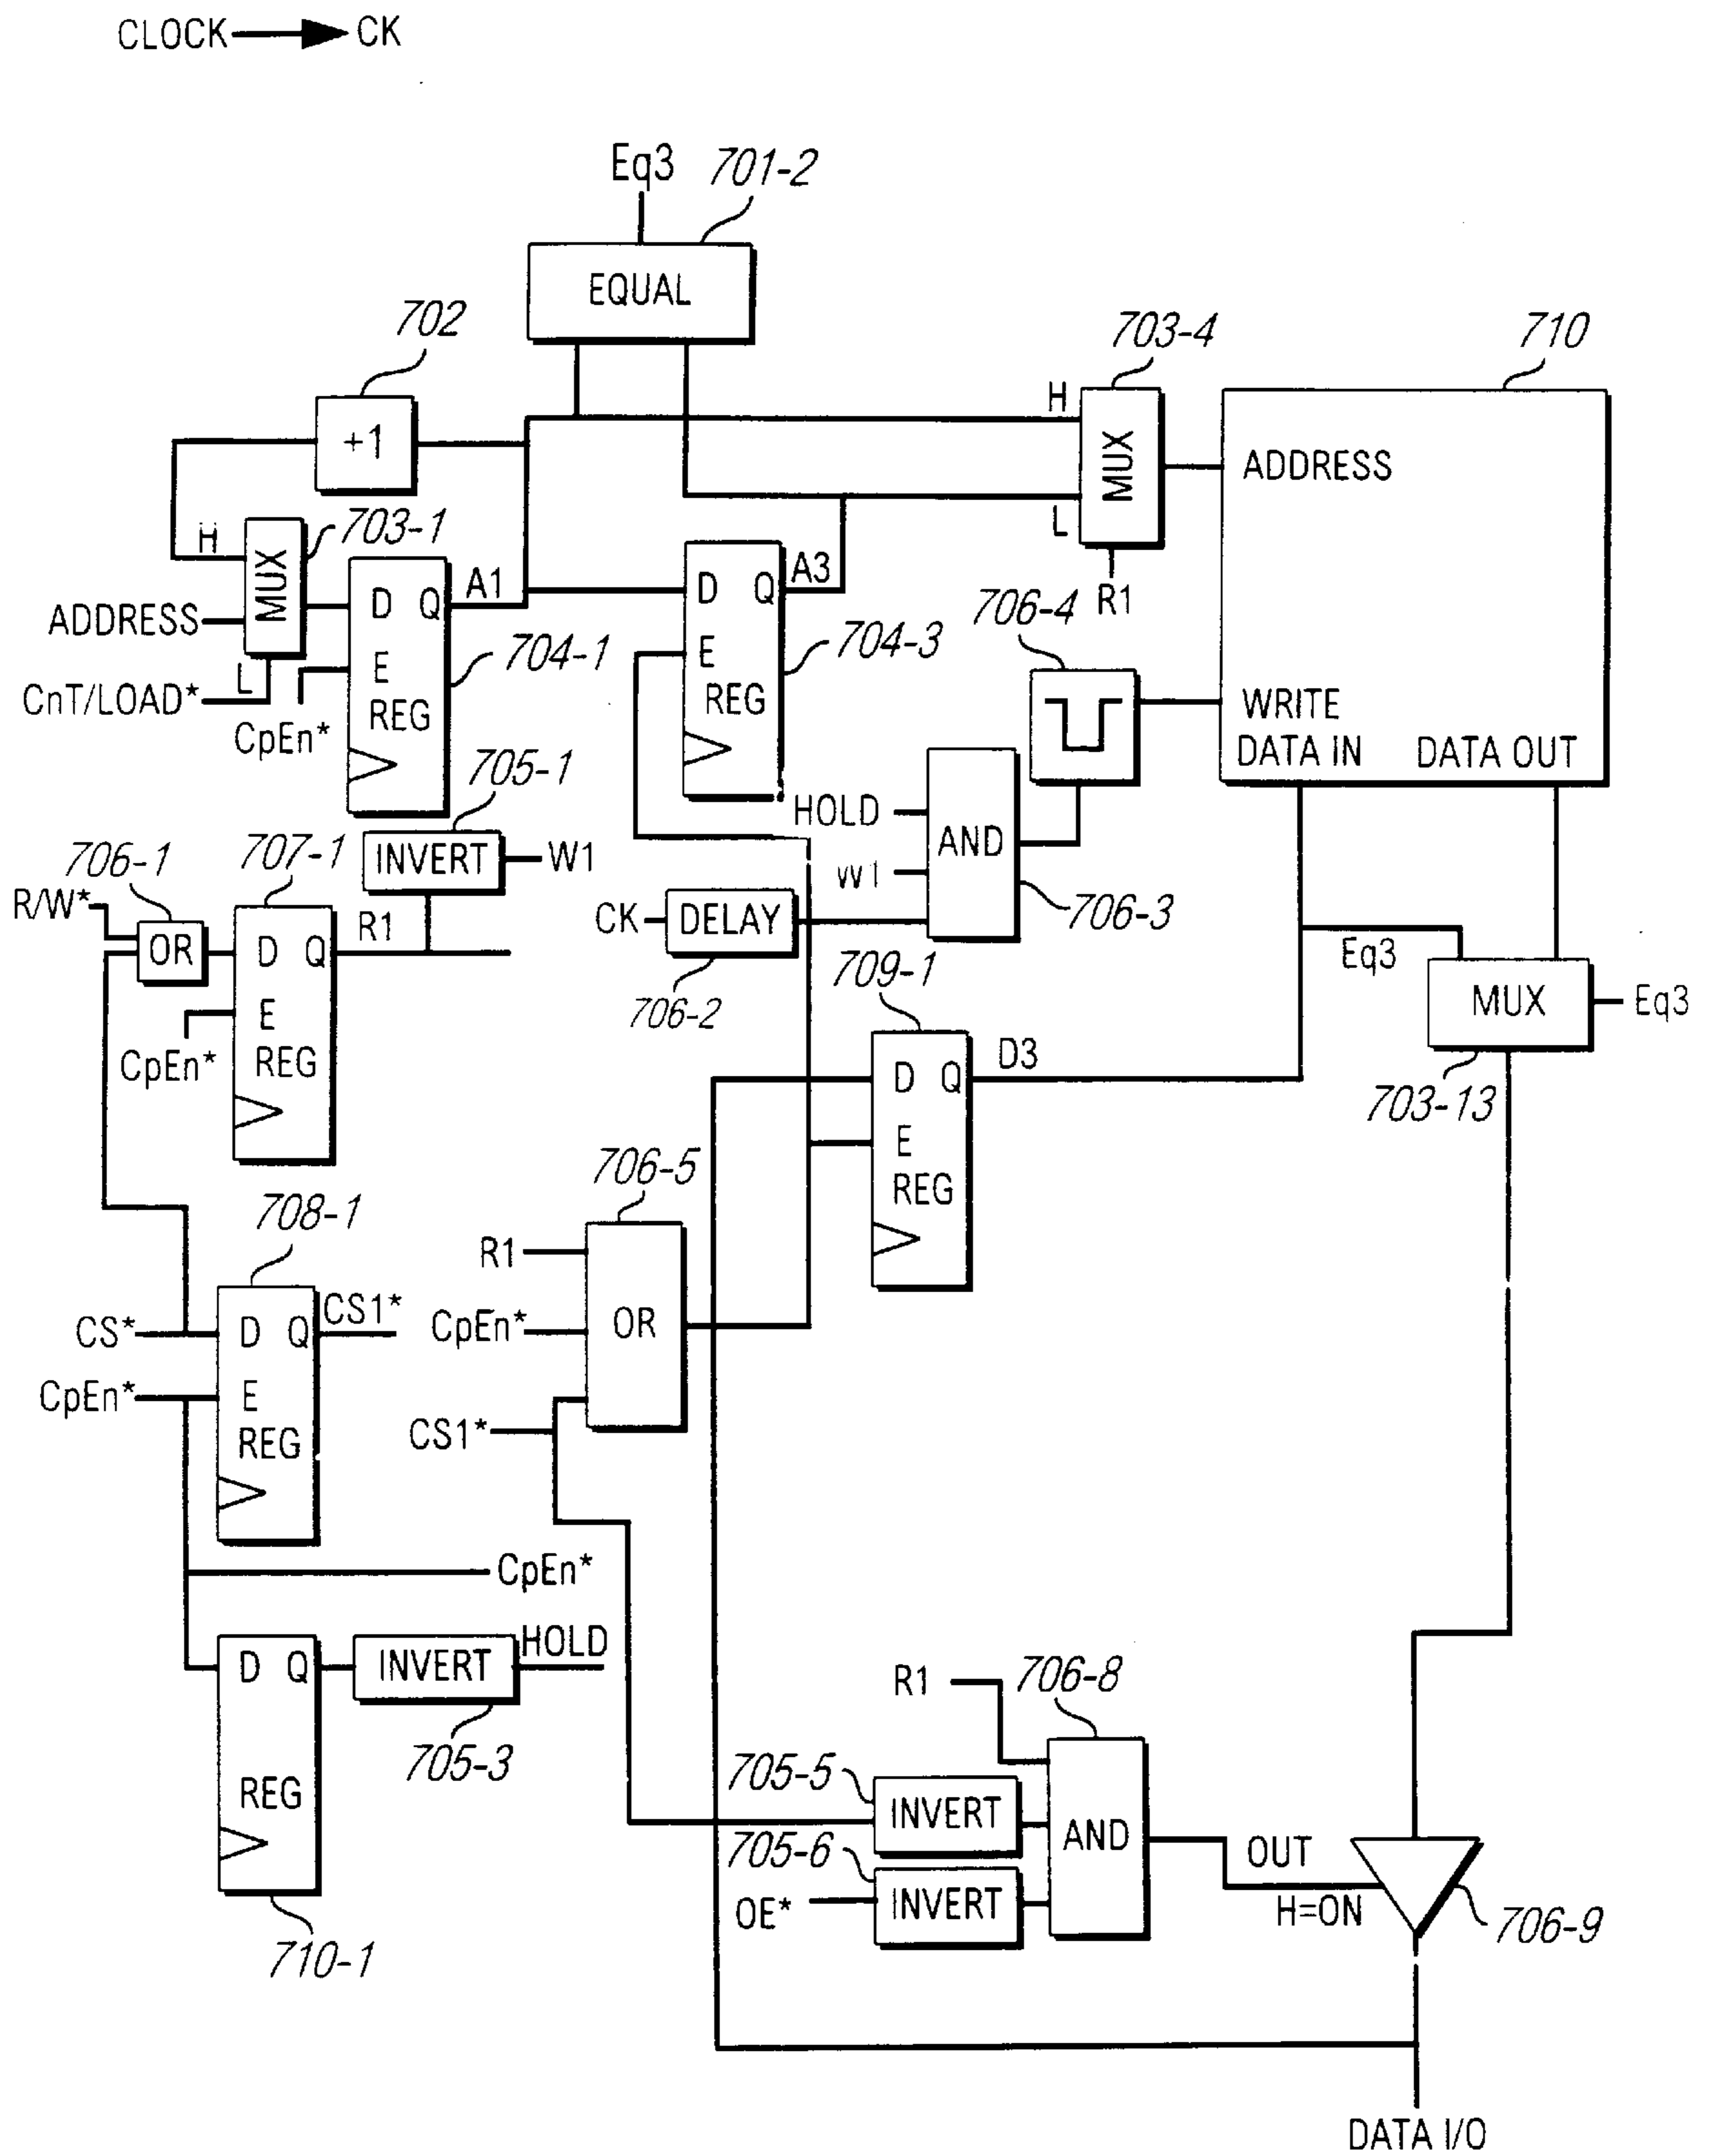 CLOCK CK
Eq3 701-2
EQUAL
702
703-4
710
+1
H
MUX
ADDRESS
H
703-1
MUX
L
ADDRESS
D Q A1
D Q A3
706-4 R1
E
704-1
E
704-3
CnT/LOAD*
L
CpEn*
REG
REG
WRITE
DATA IN DATA OUT
705-1
HOLD
AND
706-1
707-1
INVERT W1
W1
R/W*
OR
D Q R1
CK DELAY
706-3
Eq3
709-1
MUX Eq3
E
706-2
CpEn*
REG
D Q D3
703-13
E
706-5
REG
708-1
R1
CS*
D Q CS1*
CpEn*
OR
CpEn*
E
CS1*
REG
CpEn*
D Q INVERT HOLD
R1 706-8
705-3
705-5
REG
INVERT
AND
705-6
OUT
OE* INVERT
H=ON
706-9
710-1
DATA I/O